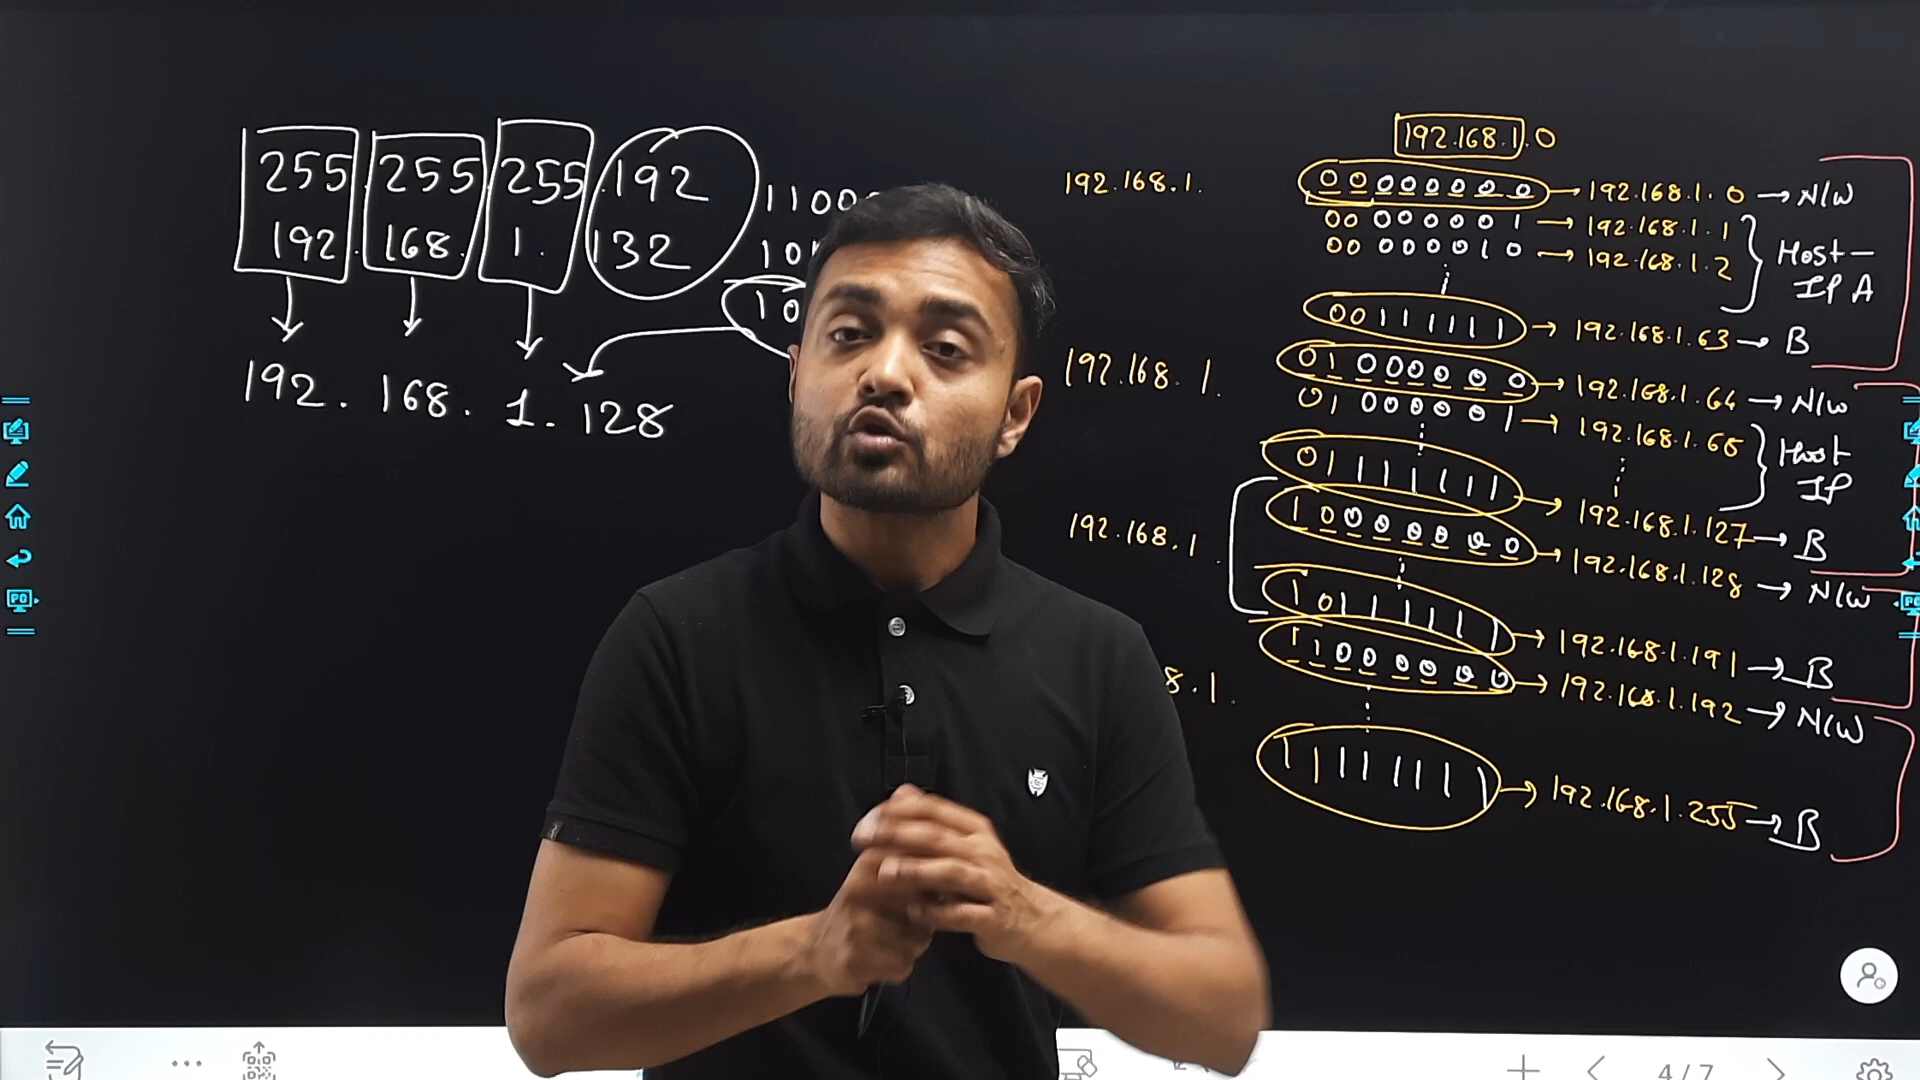 255.255.255.192
192.168.1.132
1100
10
10
192.168.1.128
192.168.1.0
192.168.1.
00000000 → 192.168.1.0 → N/W
00000001 → 192.168.1.1
00000010 → 192.168.1.2
Host-
IP A
00111111 → 192.168.1.63 → B
192.168.1.
01000000 → 192.168.1.64 → N/W
01000001 → 192.168.1.65
Host
IP
01111111 → 192.168.1.127 → B
192.168.1.
10000000 → 192.168.1.128 → N/W
10111111 → 192.168.1.191 → B
8.1.
11000000 → 192.168.1.192 → N/W
11111111 → 192.168.1.255 → B
4/7